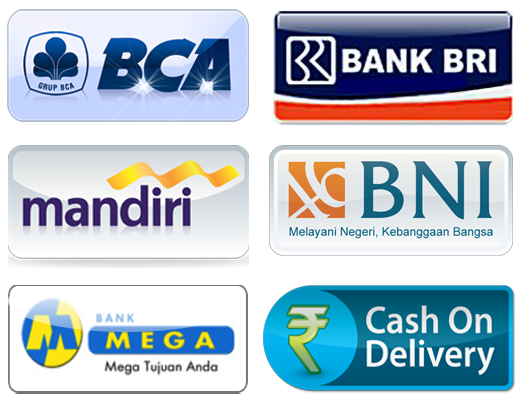 GRUP BCA
BCA
BANK BRI
mandiri
BNI
Melayani Negeri, Kebanggaan Bangsa
BANK
MEGA
Mega Tujuan Anda
₹
Cash On
Delivery